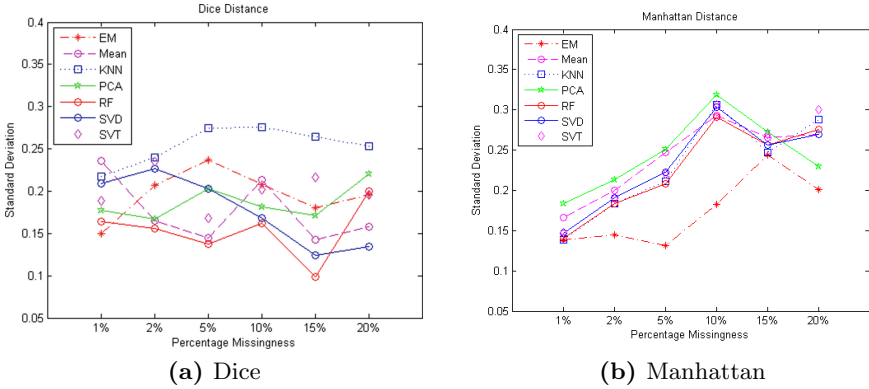 Dice Distance
0.4
0.35
0.3
0.25
0.2
0.15
0.1
0.05
Standard Deviation
EM
Mean
KNN
PCA
RF
SVD
SVT
1% 2% 5% 10% 15% 20%
Percentage Missingness
(a) Dice
Manhattan Distance
0.4
0.35
0.3
0.25
0.2
0.15
0.1
0.05
Standard Deviation
EM
Mean
KNN
PCA
RF
SVD
SVT
1% 2% 5% 10% 15% 20%
Percentage Missingness
(b) Manhattan